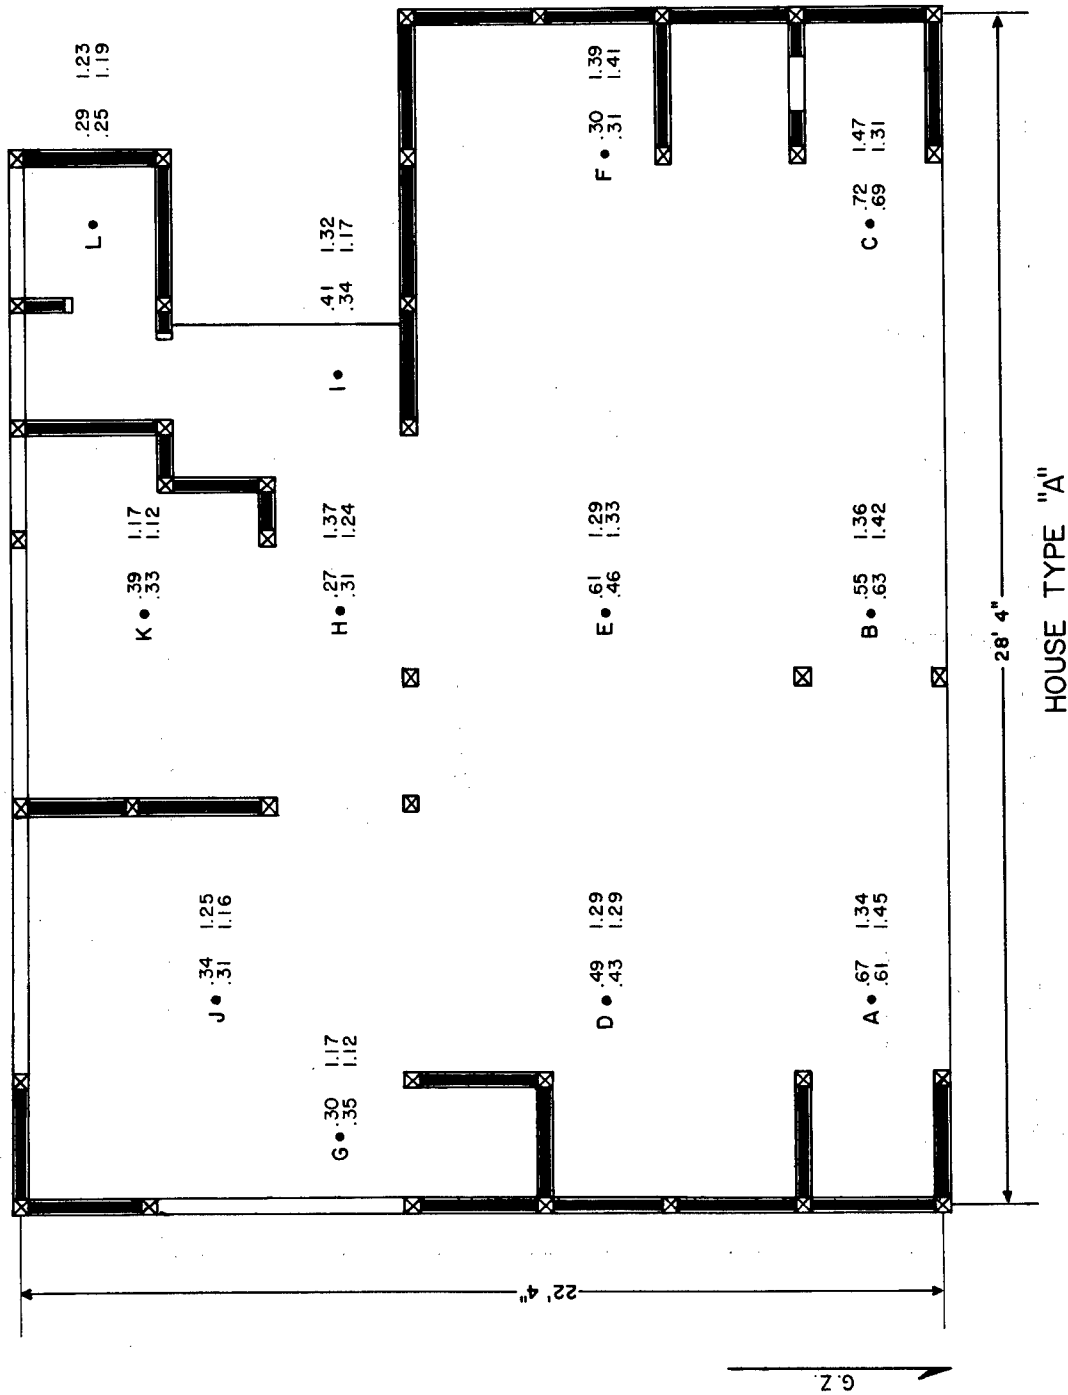 L
.29 1.23
.25 1.19
K .39 1.17
.33 1.12
J .34 1.25
.31 1.16
G .30 1.17
.35 1.12
H .27 1.37
.31 1.24
I
.41 1.32
.34 1.17
D .49 1.29
.43 1.29
E .61 1.29
.46 1.33
F .30 1.39
.31 1.41
A .67 1.34
.61 1.45
B .55 1.36
.63 1.42
C .72 1.47
.69 1.31
22' 4"
G.Z.
28' 4"
HOUSE TYPE "A"